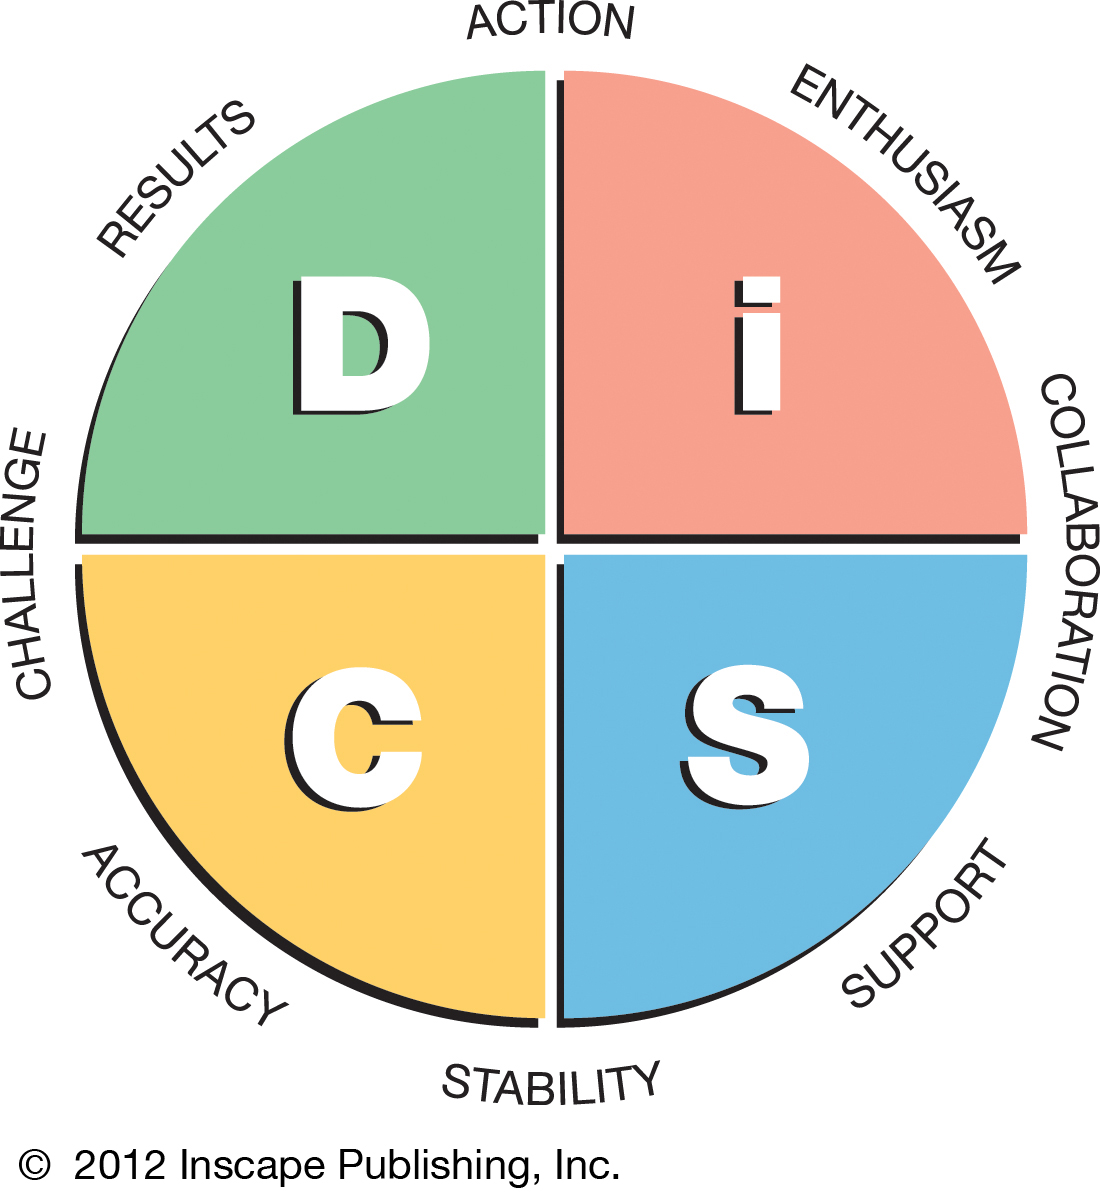 ACTION
ENTHUSIASM
COLLABORATION
SUPPORT
STABILITY
ACCURACY
CHALLENGE
RESULTS
D
i
C
S
© 2012 Inscape Publishing, Inc.